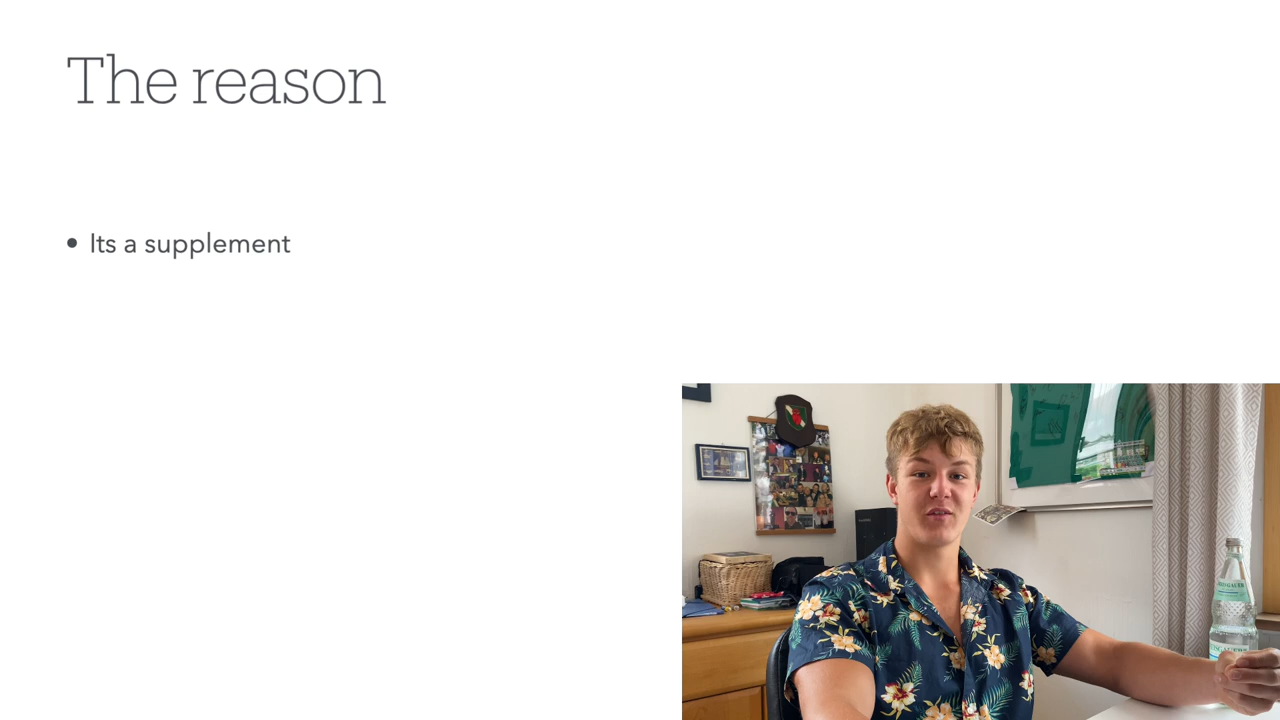 The reason
• Its a supplement